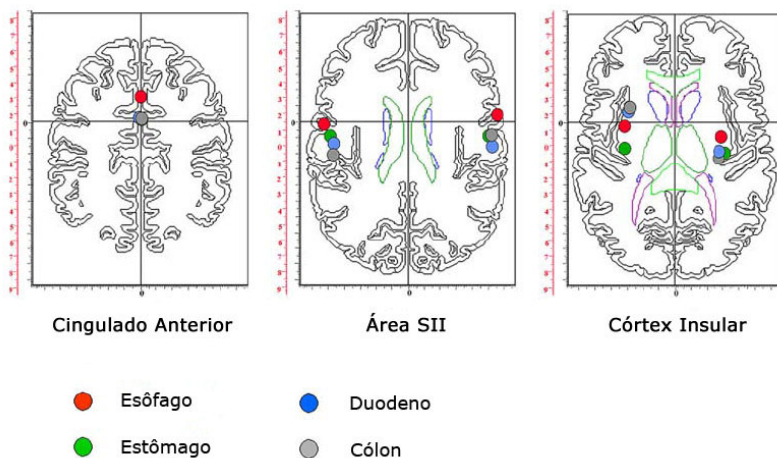 Cingulado Anterior
Área SII
Córtex Insular
Esôfago
Duodeno
Estômago
Cólon